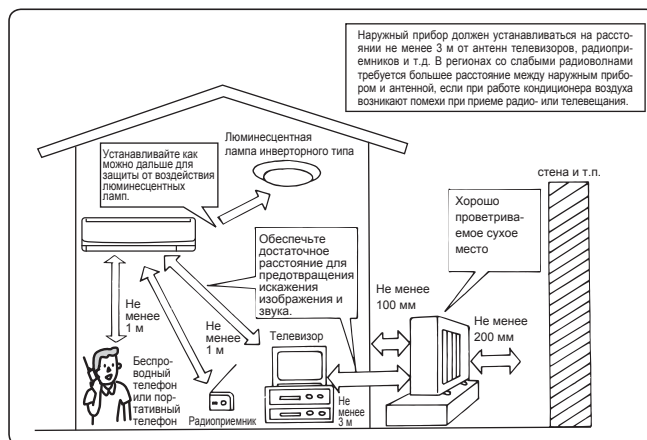 Наружный прибор должен устанавливаться на рассто-
янии не менее 3 м от антенн телевизоров, радиопри-
емников и т.д. В регионах со слабыми радиоволнами
требуется большее расстояние между наружным прибо-
ром и антенной, если при работе кондиционера воздуха
возникают помехи при приеме радио- или телевещания.
Люминесцентная
лампа инверторного типа
Устанавливайте как
можно дальше для
защиты от воздействия
люминесцентных
ламп.
стена и т.п.
Хорошо
проветрива-
емое сухое
место
Обеспечьте
достаточное
расстояние для
предотвращения
искажения
изображения и
звука.
Не менее
100 мм
Не менее
200 мм
Не
менее
1 м
Не
менее
1 м
Телевизор
Беспро-
водный
телефон
или пор-
тативный
телефон
Радиоприемник
Не
менее
3 м